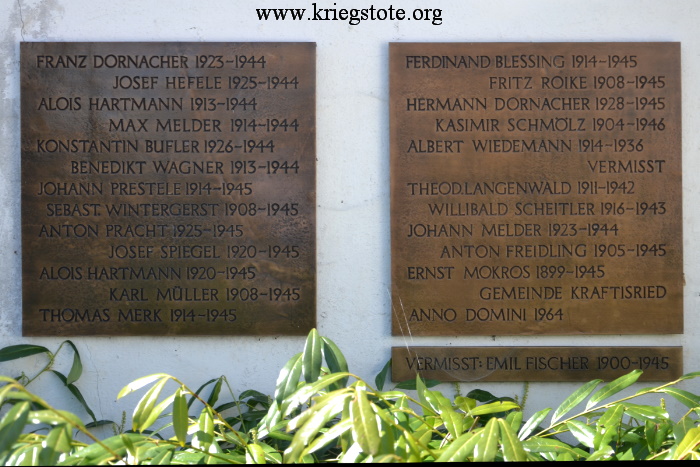 www.kriegstote.org
FRANZ DORNACHER 1923-1944
JOSEF HEFELE 1925-1944
ALOIS HARTMANN 1913-1944
MAX MELDER 1914-1944
KONSTANTIN BUFLER 1926-1944
BENEDIKT WAGNER 1913-1944
JOHANN PRESTELE 1914-1945
SEBAST. WINTERGERST 1908-1945
ANTON PRACHT 1925-1945
JOSEF SPIEGEL 1920-1945
ALOIS HARTMANN 1920-1945
KARL MÜLLER 1908-1945
THOMAS MERK 1914-1945
FERDINAND BLESSING 1914-1945
FRITZ ROIKE 1908-1945
HERMANN DORNACHER 1928-1945
KASIMIR SCHMÖLZ 1904-1946
ALBERT WIEDEMANN 1914-1936
VERMISST
THEOD.LANGENWALD 1911-1942
WILLIBALD SCHEITLER 1916-1943
JOHANN MELDER 1923-1944
ANTON FREIDLING 1905-1945
ERNST MOKROS 1899-1945
GEMEINDE KRAFTISRIED
ANNO DOMINI 1964
VERMISST: EMIL FISCHER 1900-1945